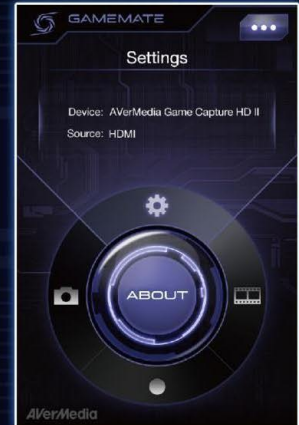 GAMEMATE
Settings
Device: AVerMedia Game Capture HD II
Source: HDMI
ABOUT
AVerMedia